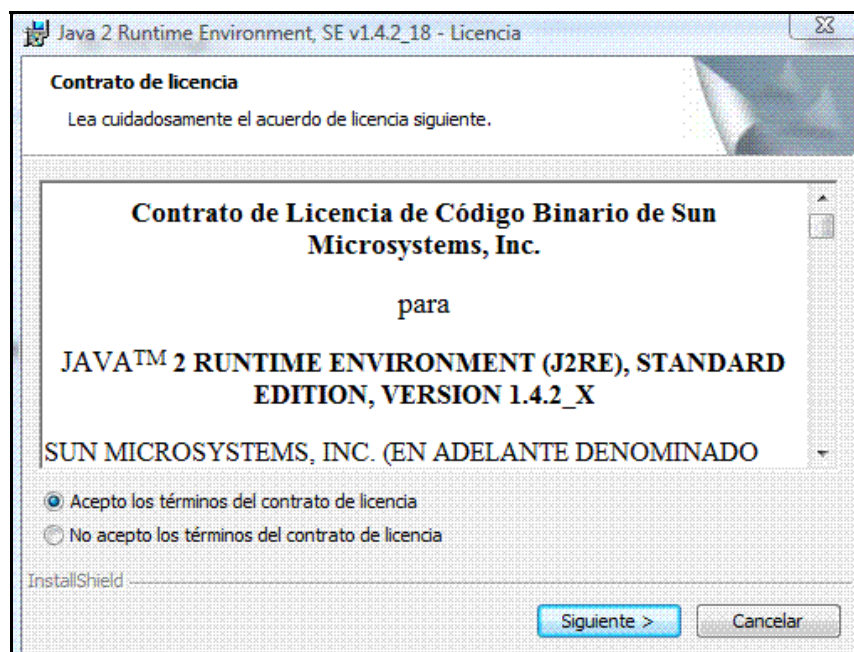 Java 2 Runtime Environment, SE v1.4.2_18 - Licencia
Contrato de licencia
Lea cuidadosamente el acuerdo de licencia siguiente.
Contrato de Licencia de Código Binario de Sun
Microsystems, Inc.
para
JAVA™ 2 RUNTIME ENVIRONMENT (J2RE), STANDARD
EDITION, VERSION 1.4.2_X
SUN MICROSYSTEMS, INC. (EN ADELANTE DENOMINADO
Acepto los términos del contrato de licencia
No acepto los términos del contrato de licencia
InstallShield
Siguiente > Cancelar